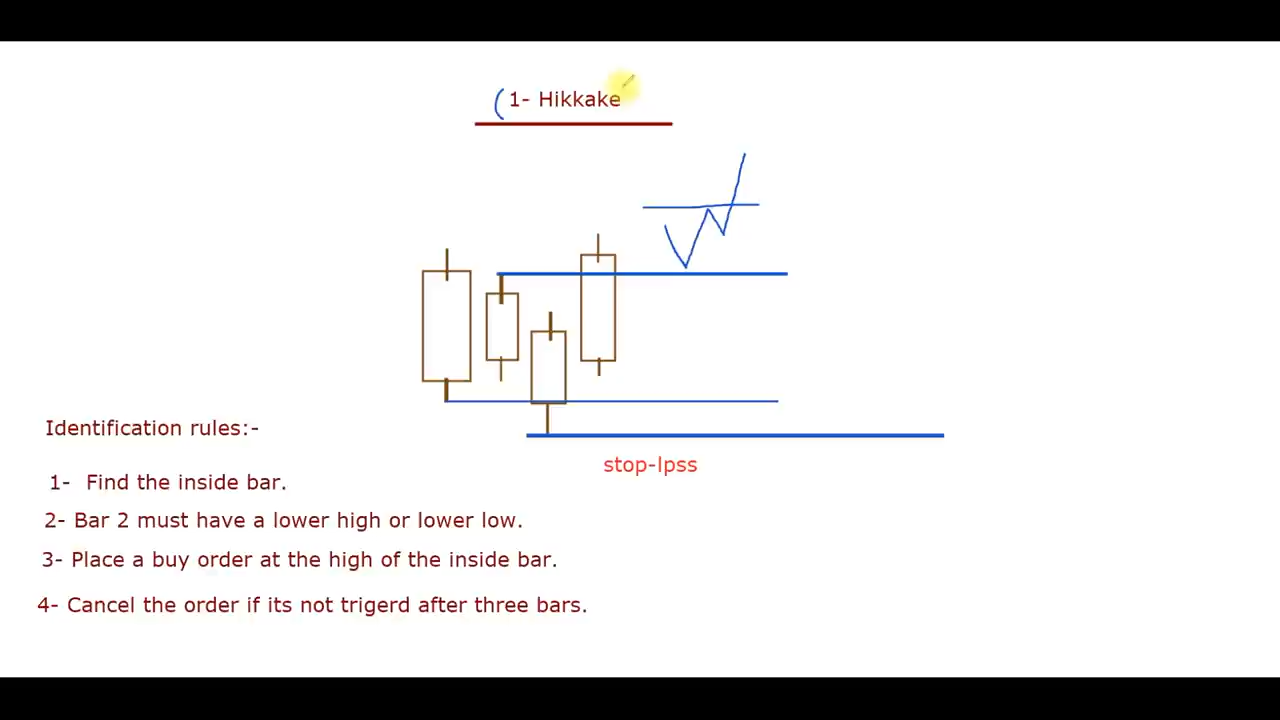 1- Hikkake
stop-lpss
Identification rules:-
1- Find the inside bar.
2- Bar 2 must have a lower high or lower low.
3- Place a buy order at the high of the inside bar.
4- Cancel the order if its not trigerd after three bars.